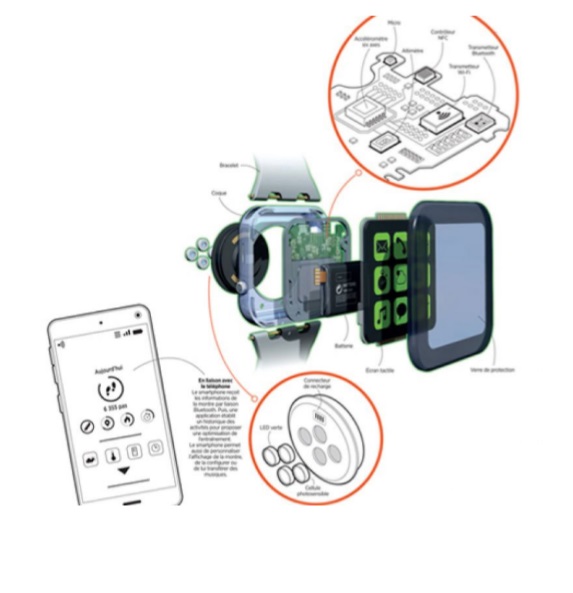 Micro
Contrôleur
NFC
Accéléromètre
six axes
Altimètre
Transmetteur
Bluetooth
Transmetteur
Wi-Fi
Bracelet
Coque
Batterie
Écran tactile
Verre de protection
Aujourd'hui
6 333 pas
En liaison avec
le téléphone
Le smartphone reçoit
les informations de
la montre par liaison
Bluetooth. Puis, une
application établit
un historique des
activités pour proposer
une optimisation de
l'entraînement.
Le smartphone permet
aussi de personnaliser
l'affichage de la montre,
de la configurer ou
de lui transférer des
musiques.
Connecteur
de recharge
LED verte
Cellule
photosensible